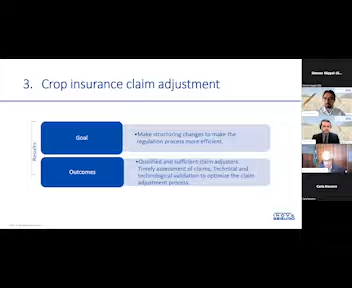 3. Crop insurance claim adjustment
Results
Goal
•Make structuring changes to make the
regulation process more efficient.
Outcomes
•Qualified and sufficient claim adjusters.
Timely assessment of claims, Technical and
technological validation to optimize the claim
adjustment process.